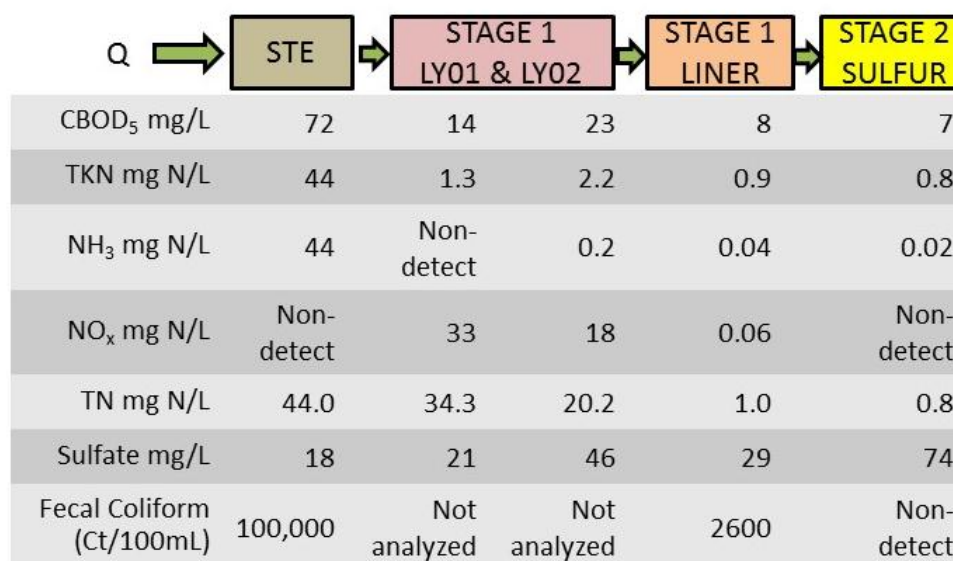 Q STE STAGE 1 STAGE 1 STAGE 2
LY01 & LY02 LINER SULFUR
CBOD₅ mg/L 72 14 23 8 7
TKN mg N/L 44 1.3 2.2 0.9 0.8
NH₃ mg N/L 44 Non-detect 0.2 0.04 0.02
NOₓ mg N/L Non-detect 33 18 0.06 Non-detect
TN mg N/L 44.0 34.3 20.2 1.0 0.8
Sulfate mg/L 18 21 46 29 74
Fecal Coliform (Ct/100mL) 100,000 Not analyzed Not analyzed 2600 Non-detect